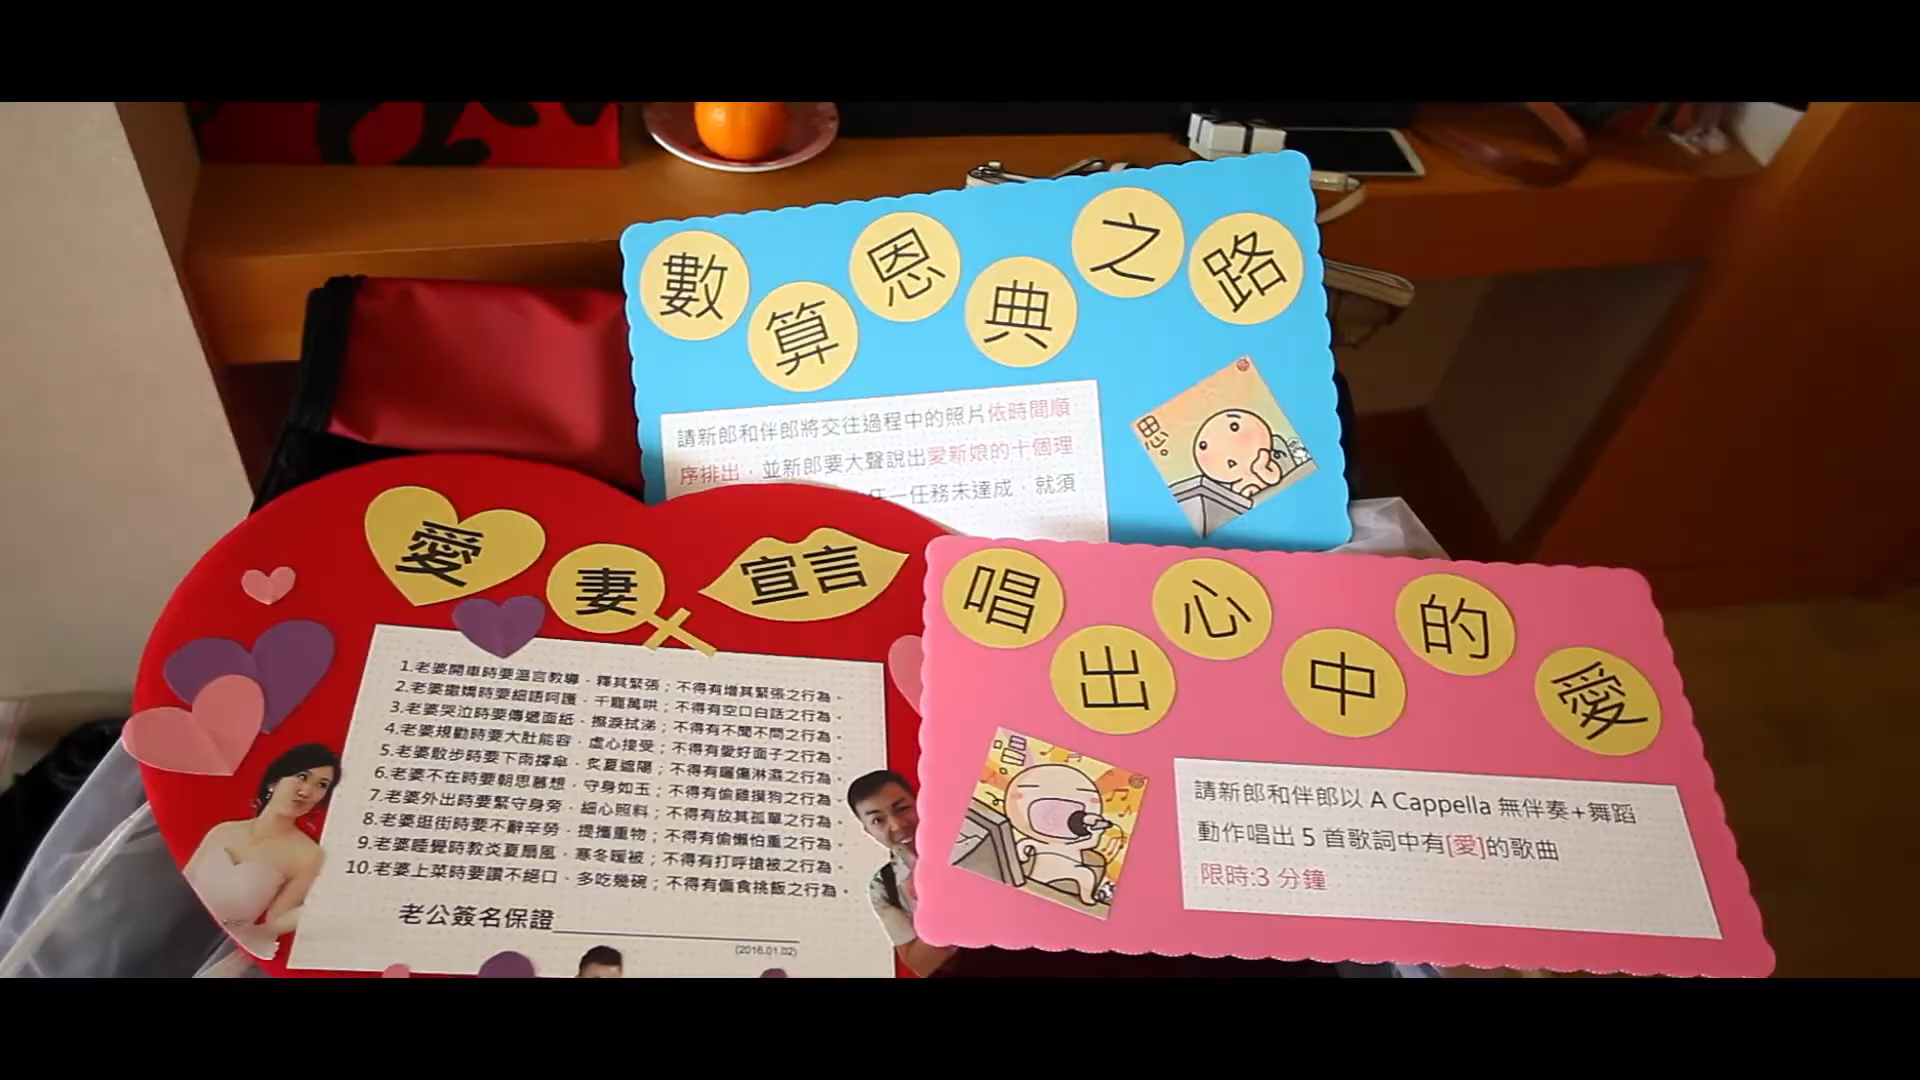 數算恩典之路
請新郎和伴郎將交往過程中的照片依時間順
序排出，並新郎要大聲說出愛新娘的十個理
任一任務未達成，就須
思。
愛妻宣言
1.老婆開車時要溫言教導、釋其緊張；不得有增其緊張之行為。
2.老婆撒嬌時要細語呵護、千寵萬哄；不得有空口白話之行為。
3.老婆哭泣時要傳遞面紙、擦淚拭涕；不得有不聞不問之行為。
4.老婆規勸時要大肚能容、虛心接受；不得有愛好面子之行為。
5.老婆散步時要下雨撐傘、炙夏遮陽；不得有曬傷淋濕之行為。
6.老婆不在時要朝思慕想、守身如玉；不得有偷雞摸狗之行為。
7.老婆外出時要緊守身旁、細心照料；不得有放其孤單之行為。
8.老婆逛街時要不辭辛勞、提攜重物；不得有偷懶怕重之行為。
9.老婆睡覺時教炎夏扇風、寒冬暖被；不得有打呼搶被之行為。
10.老婆上菜時要讚不絕口、多吃幾碗；不得有偏食挑飯之行為。
老公簽名保證
(2016.01.02)
唱出心中的愛
唱。
請新郎和伴郎以 A Cappella 無伴奏+舞蹈
動作唱出 5 首歌詞中有[愛]的歌曲
限時:3 分鐘